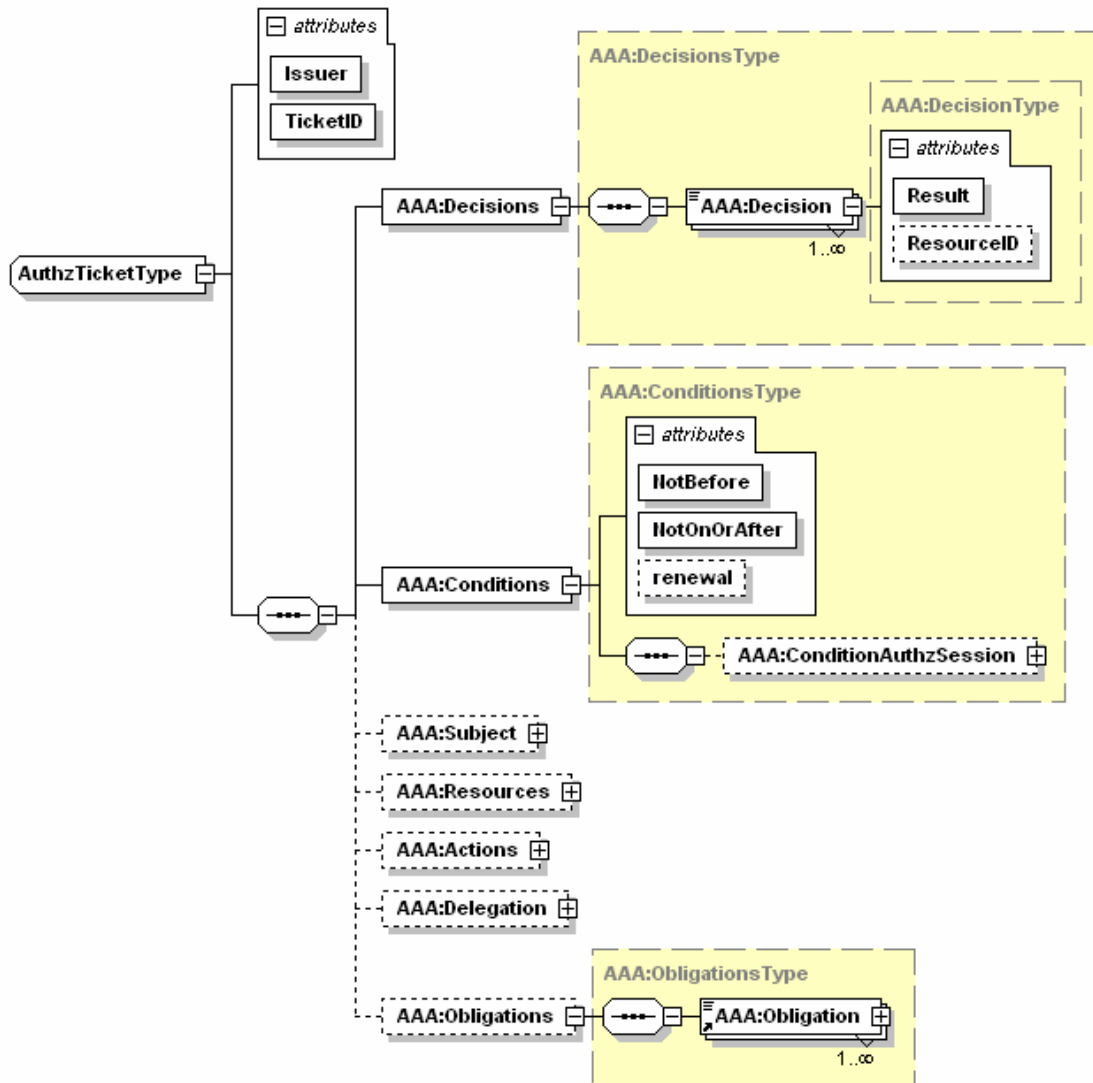 attributes
Issuer
TicketID
AAA:DecisionsType
AAA:DecisionType
attributes
Result
ResourceID
AAA:Decisions
AAA:Decision
1..∞
AuthzTicketType
AAA:ConditionsType
attributes
NotBefore
NotOnOrAfter
renewal
AAA:Conditions
AAA:ConditionAuthzSession
AAA:Subject
AAA:Resources
AAA:Actions
AAA:Delegation
AAA:ObligationsType
AAA:Obligations
AAA:Obligation
1..∞